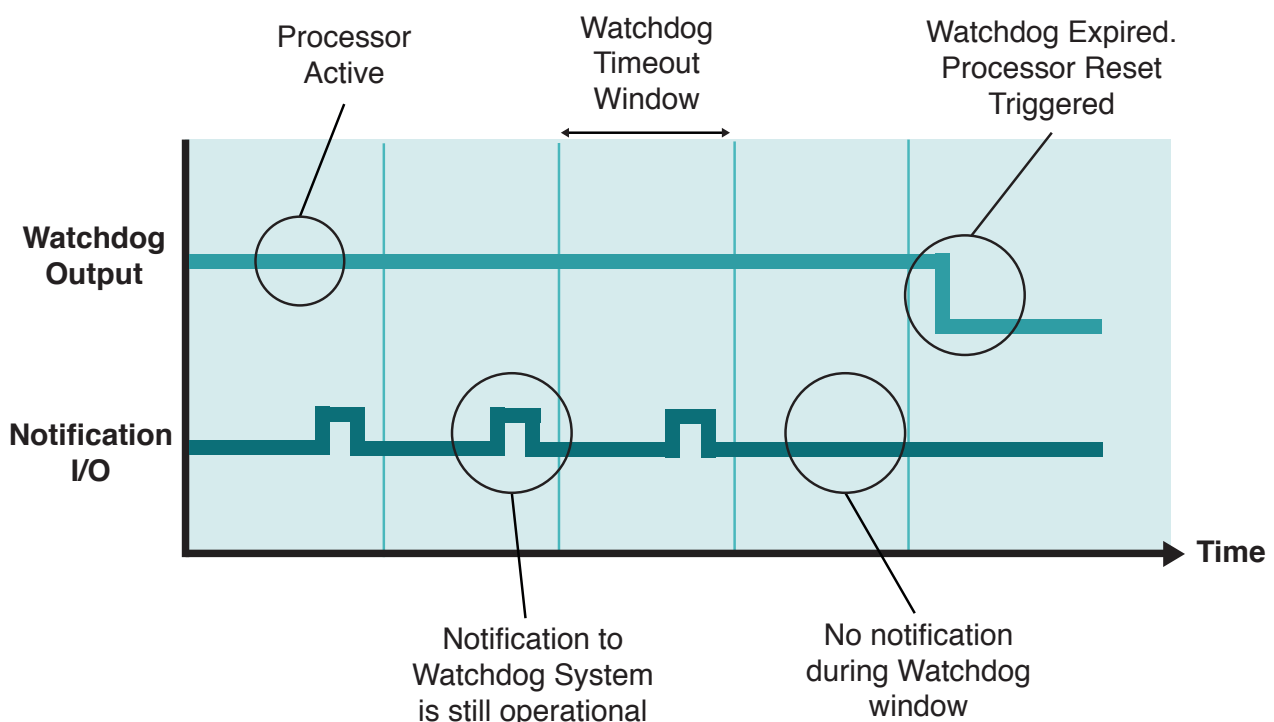 Processor
Active
Watchdog
Timeout
Window
Watchdog Expired.
Processor Reset
Triggered
Watchdog
Output
Notification
I/O
Time
Notification to
Watchdog System
is still operational
No notification
during Watchdog
window